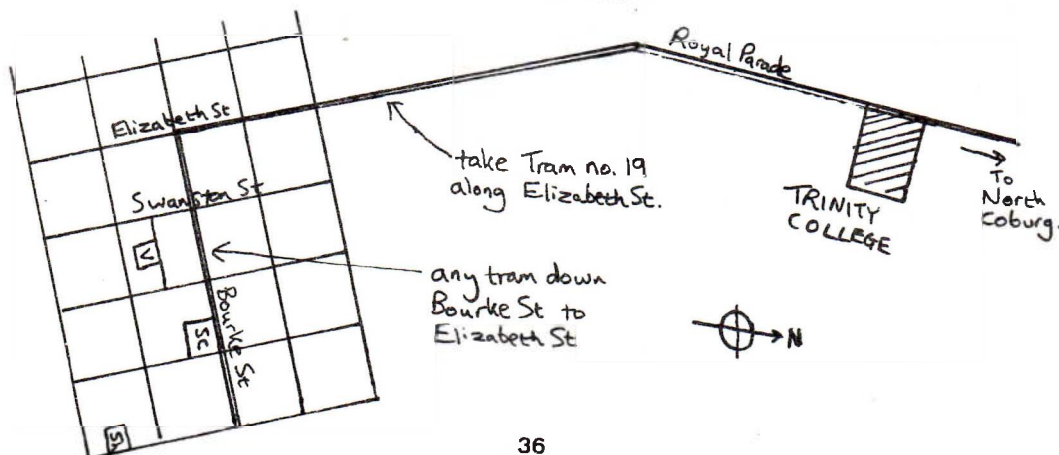 Royal Parade
Elizabeth St
take Tram no. 19
along Elizabeth St.
Swanston St
To
North
Coburg.
TRINITY
COLLEGE
V
any tram down
Bourke St to
Elizabeth St
Bourke St
Sc
N
Sh
36